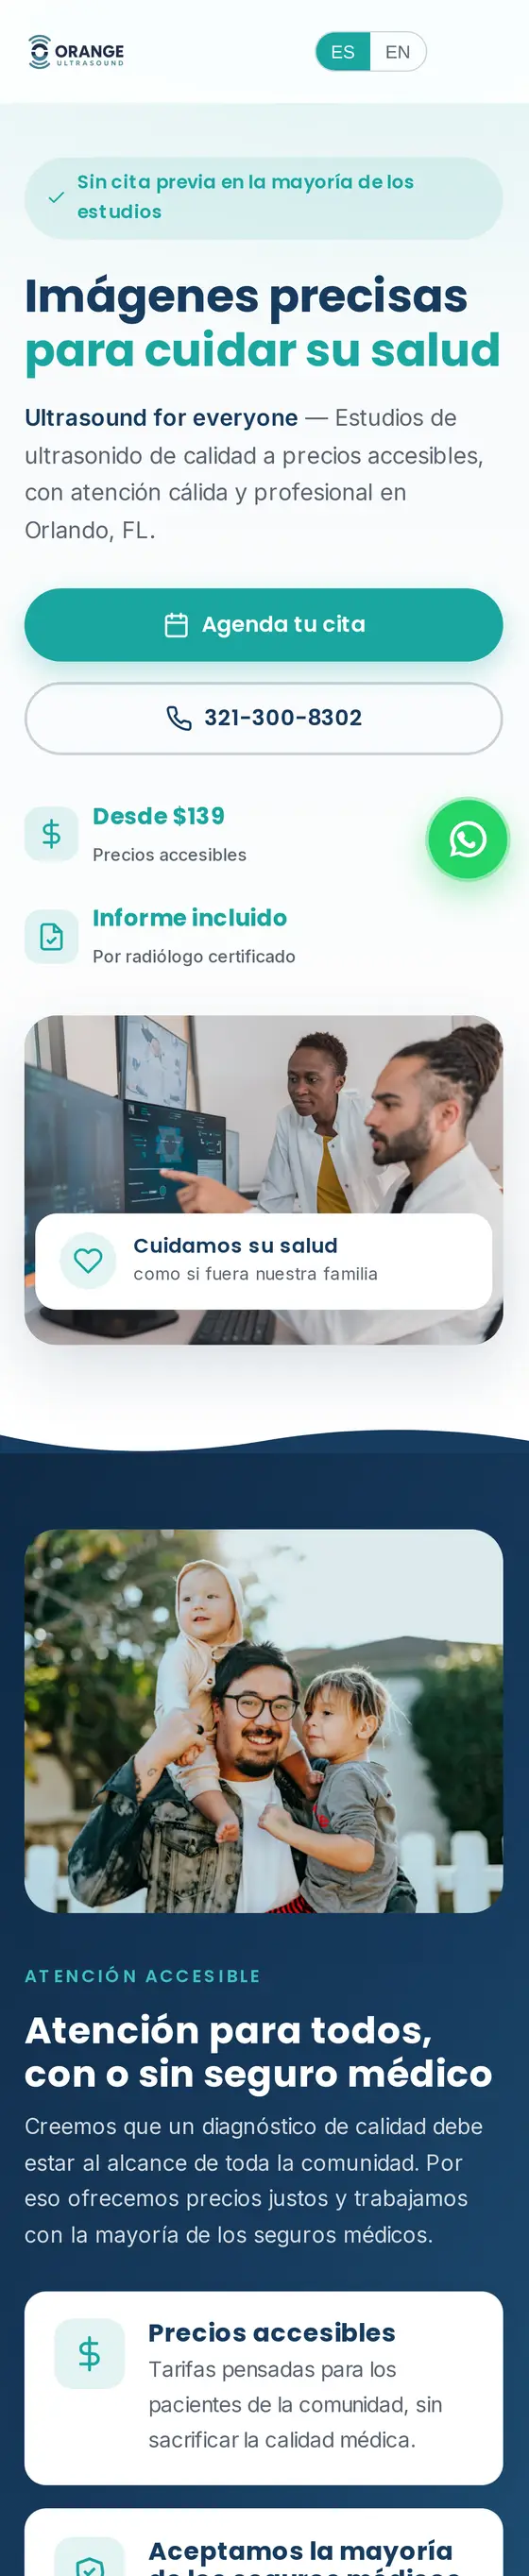 ORANGE
ULTRASOUND
ES EN
Sin cita previa en la mayoría de los
estudios
Imágenes precisas
para cuidar su salud
Ultrasound for everyone — Estudios de
ultrasonido de calidad a precios accesibles,
con atención cálida y profesional en
Orlando, FL.
Agenda tu cita
321-300-8302
Desde $139
Precios accesibles
Informe incluido
Por radiólogo certificado
Cuidamos su salud
como si fuera nuestra familia
ATENCIÓN ACCESIBLE
Atención para todos,
con o sin seguro médico
Creemos que un diagnóstico de calidad debe
estar al alcance de toda la comunidad. Por
eso ofrecemos precios justos y trabajamos
con la mayoría de los seguros médicos.
Precios accesibles
Tarifas pensadas para los
pacientes de la comunidad, sin
sacrificar la calidad médica.
Aceptamos la mayoría
de los seguros médicos